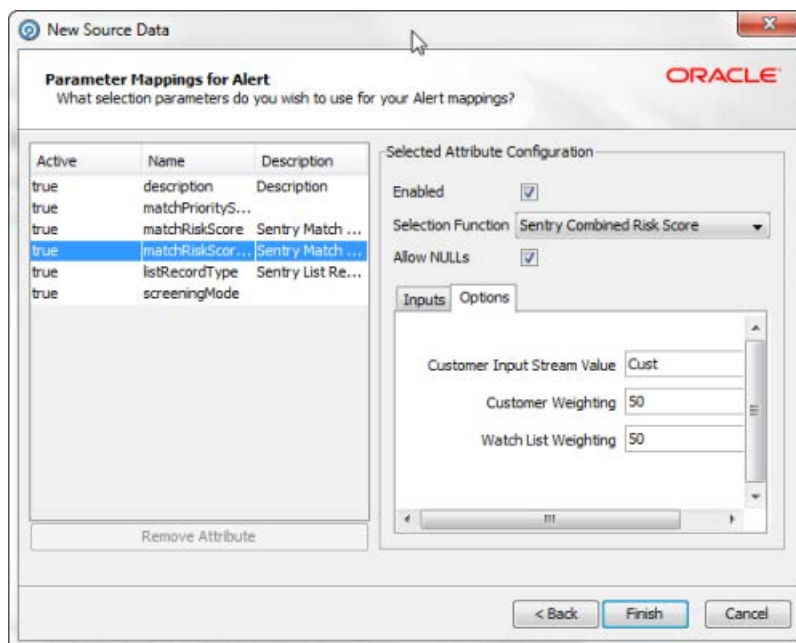 New Source Data
Parameter Mappings for Alert
What selection parameters do you wish to use for your Alert mappings?
ORACLE
Active Name Description
true description Description
true matchPriorityS...
true matchRiskScore Sentry Match ...
true matchRiskScor... Sentry Match ...
true listRecordType Sentry List Re...
true screeningMode
Remove Attribute
Selected Attribute Configuration
Enabled
Selection Function Sentry Combined Risk Score
Allow NULLs
Inputs Options
Customer Input Stream Value Cust
Customer Weighting 50
Watch List Weighting 50
< Back Finish Cancel